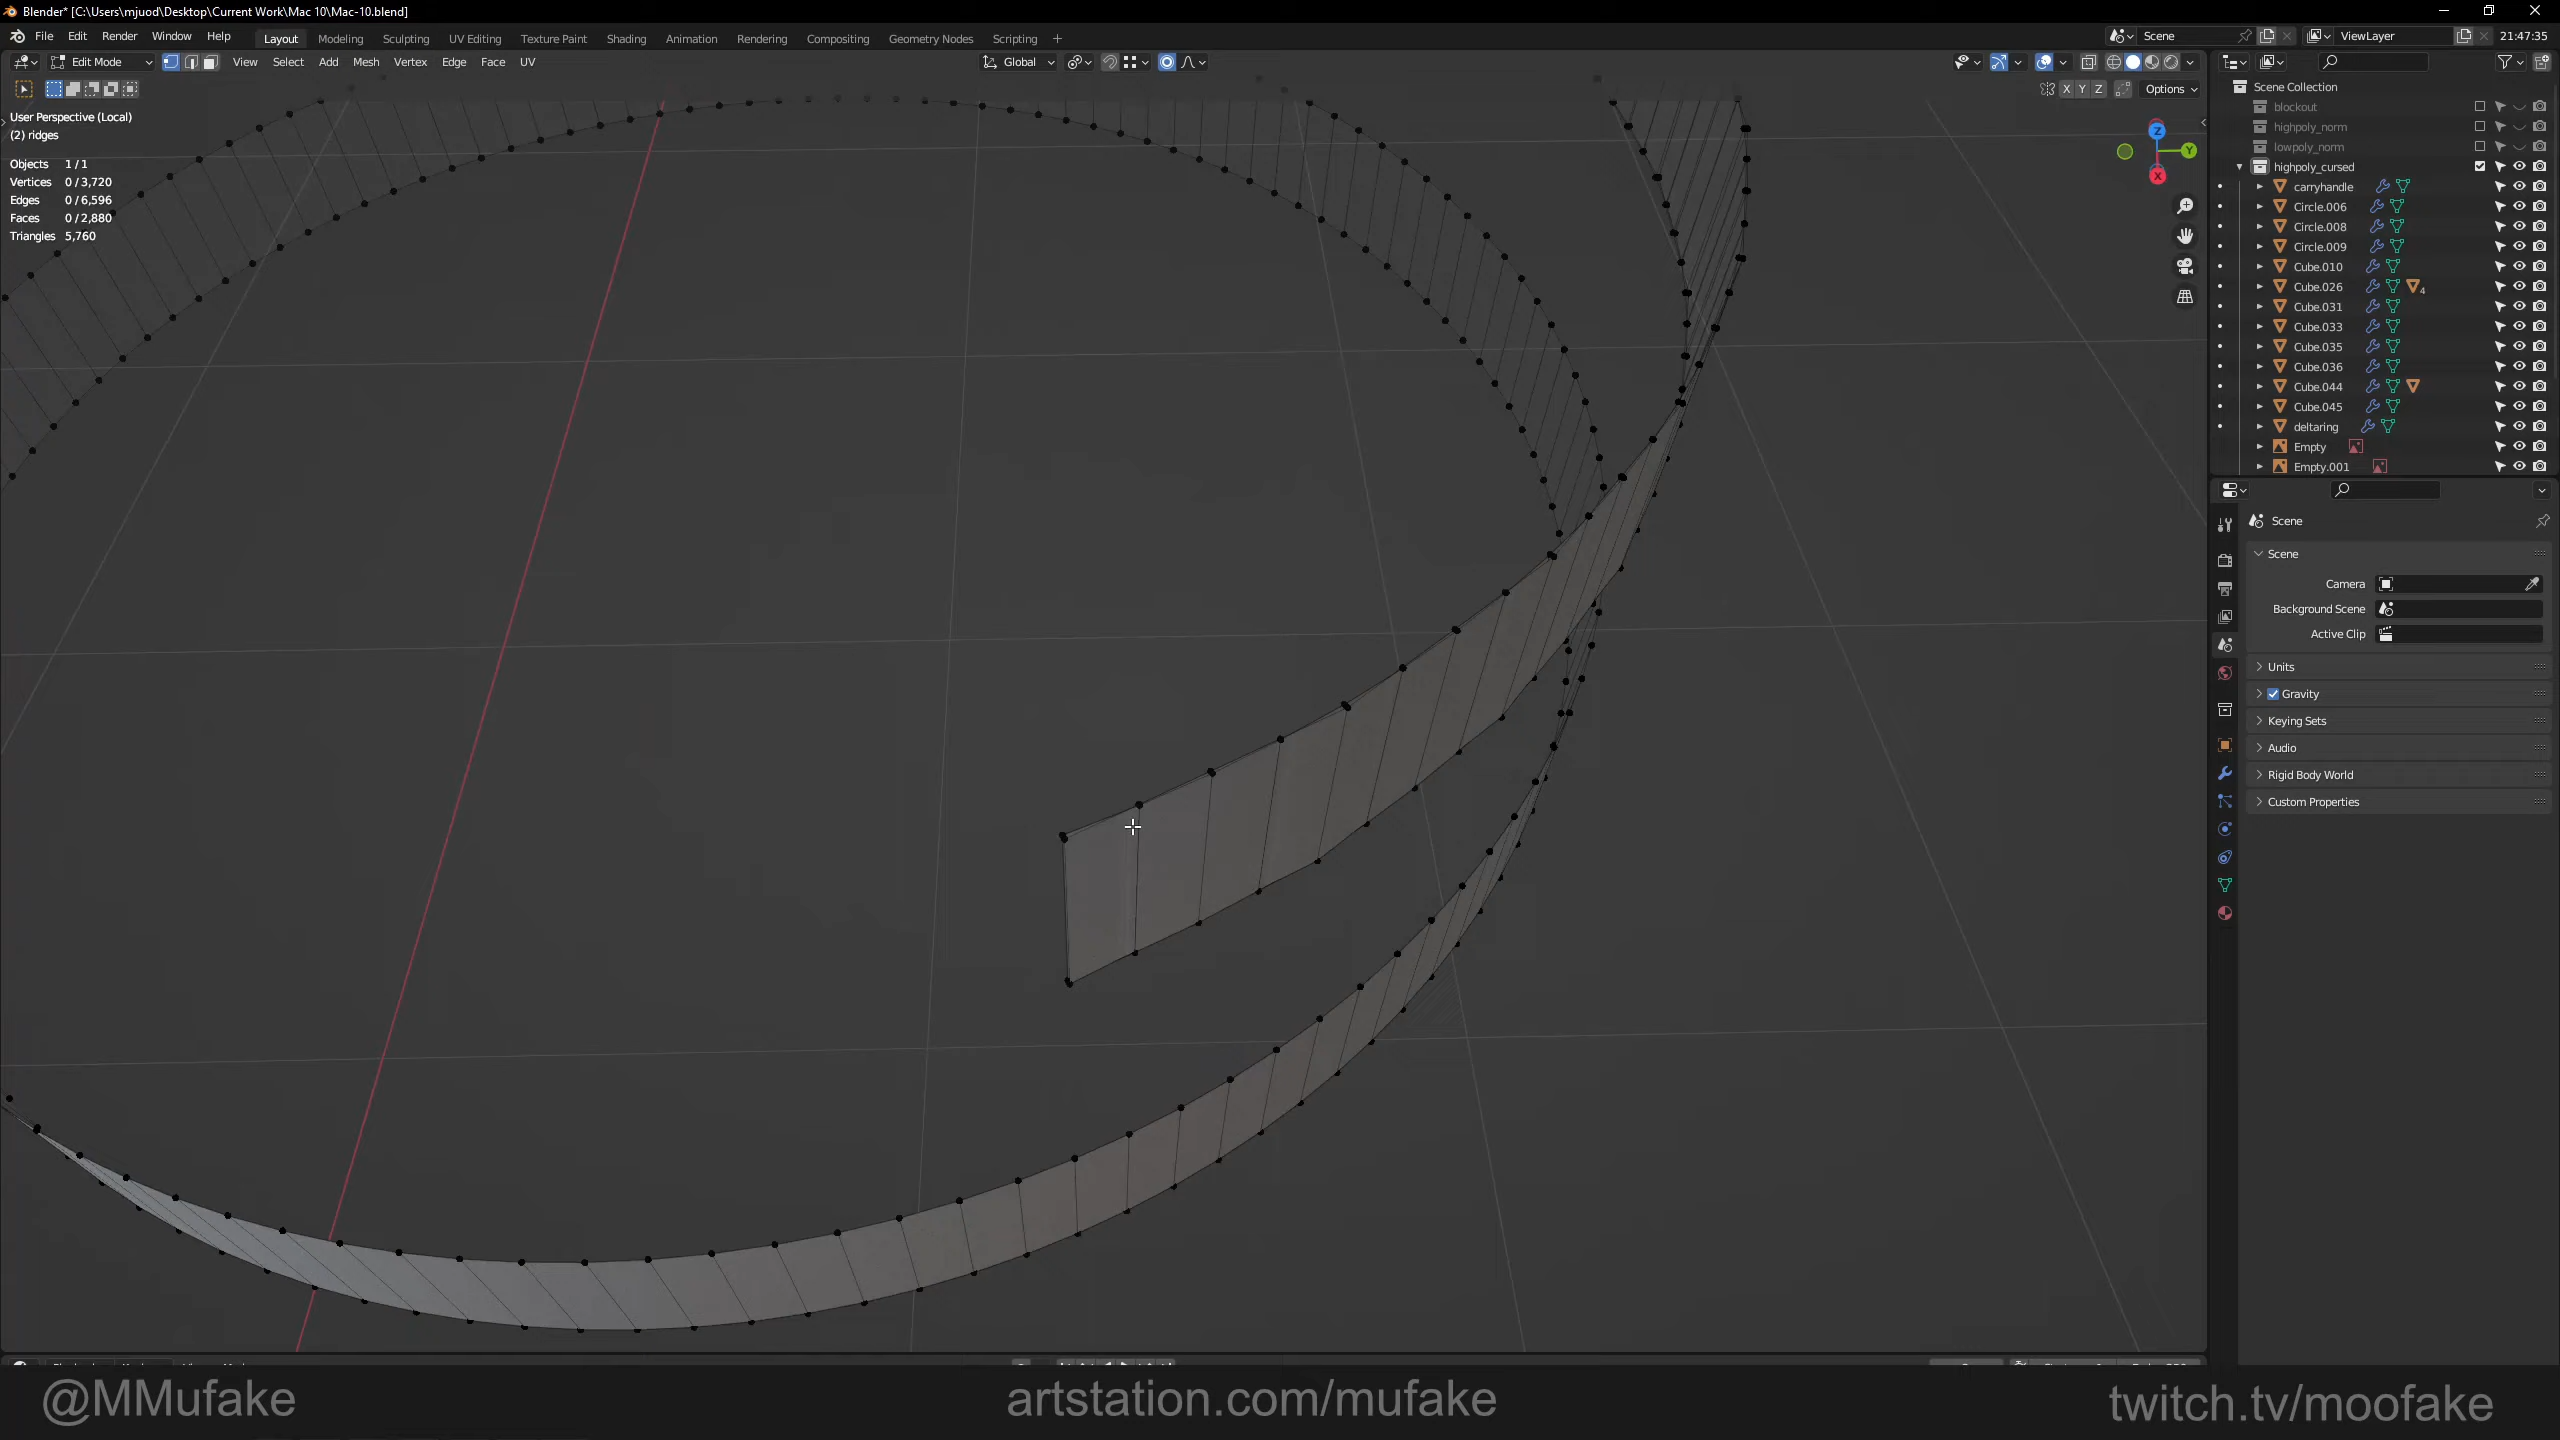 Blender* [C:\Users\mjuod\Desktop\Current Work\Mac 10\Mac-10.blend]
File Edit Render Window Help
Layout Modeling Sculpting UV Editing Texture Paint Shading Animation Rendering Compositing Geometry Nodes Scripting +
Scene
ViewLayer
21:47:35
Edit Mode View Select Add Mesh Vertex Edge Face UV
Global
X Y Z Options
User Perspective (Local)
(2) ridges
Objects 1 / 1
Vertices 0 / 3,720
Edges 0 / 6,596
Faces 0 / 2,880
Triangles 5,760
Z
Y
X
Scene Collection
blockout
highpoly_norm
lowpoly_norm
highpoly_cursed
carryhandle
Circle.006
Circle.008
Circle.009
Cube.010
Cube.026 4
Cube.031
Cube.033
Cube.035
Cube.036
Cube.044
Cube.045
deltaring
Empty
Empty.001
Scene
Scene
Camera
Background Scene
Active Clip
Units
Gravity
Keying Sets
Audio
Rigid Body World
Custom Properties
@MMufake
artstation.com/mufake
twitch.tv/moofake